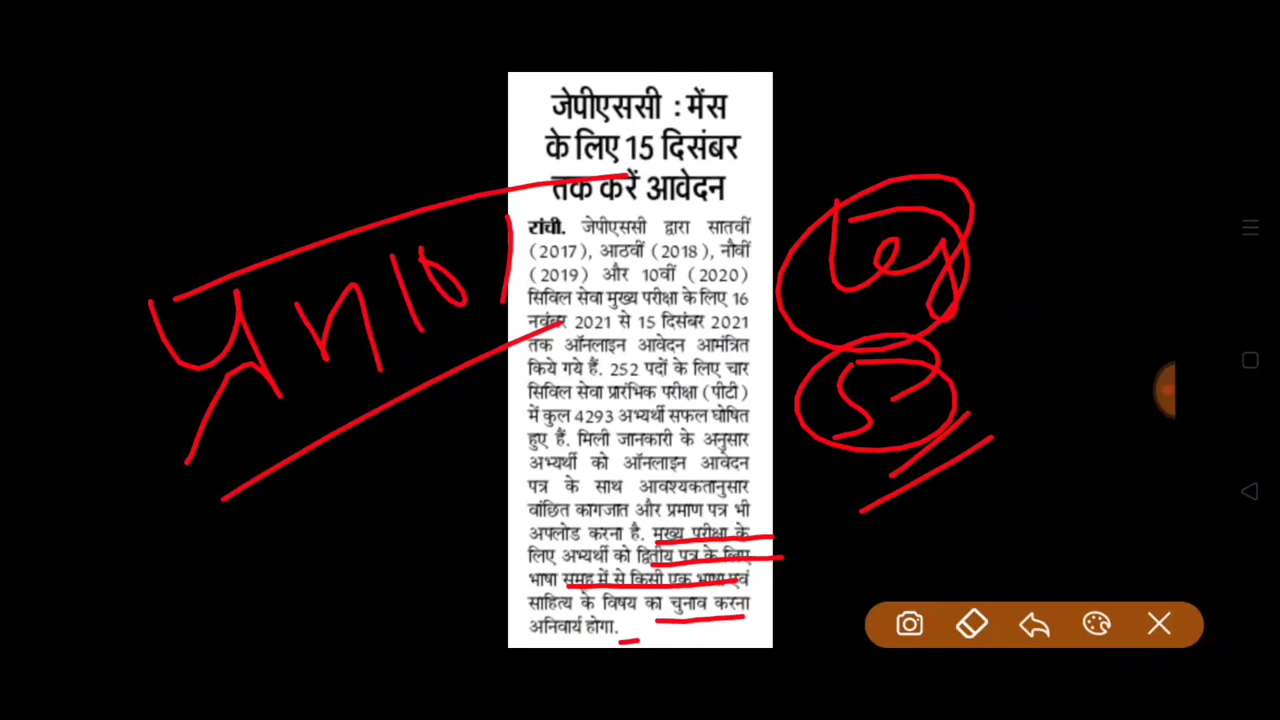 जेपीएससी : मेंस
के लिए 15 दिसंबर
तक करें आवेदन
रांची. जेपीएससी द्वारा सातवीं
(2017), आठवीं (2018), नौवीं
(2019) और 10वीं (2020)
सिविल सेवा मुख्य परीक्षा के लिए 16
नवंबर 2021 से 15 दिसंबर 2021
तक ऑनलाइन आवेदन आमंत्रित
किये गये हैं. 252 पदों के लिए चार
सिविल सेवा प्रारंभिक परीक्षा (पीटी)
में कुल 4293 अभ्यर्थी सफल घोषित
हुए हैं. मिली जानकारी के अनुसार
अभ्यर्थी को ऑनलाइन आवेदन
पत्र के साथ आवश्यकतानुसार
वांछित कागजात और प्रमाण पत्र भी
अपलोड करना है. मुख्य परीक्षा के
लिए अभ्यर्थी को द्वितीय पत्र के लिए
भाषा समूह में से किसी एक भाषा एवं
साहित्य के विषय का चुनाव करना
अनिवार्य होगा.